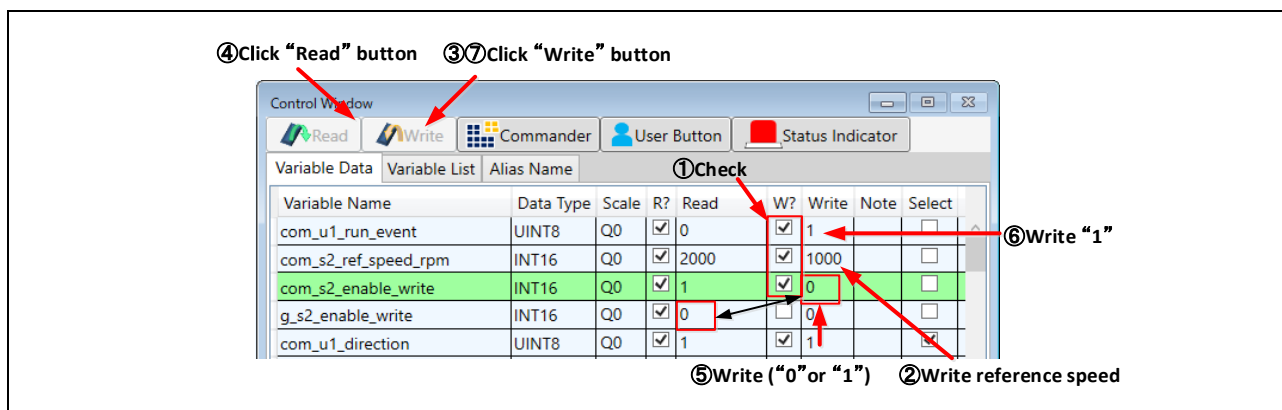 ④Click “Read” button ③⑦Click “Write” button
Control Window
Read Write Commander User Button Status Indicator
Variable Data Variable List Alias Name ①Check
Variable Name Data Type Scale R? Read W? Write Note Select
com_u1_run_event UINT8 Q0 0 1
⑥Write “1”
com_s2_ref_speed_rpm INT16 Q0 2000 1000
com_s2_enable_write INT16 Q0 1 0
g_s2_enable_write INT16 Q0 0 0
com_u1_direction UINT8 Q0 1 1
⑤Write (“0”or “1”) ②Write reference speed